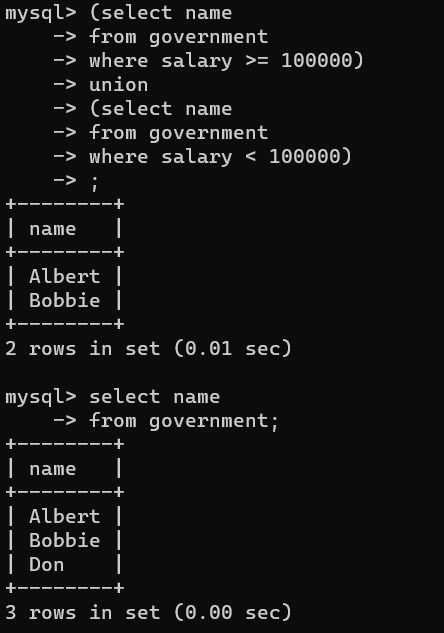 mysql> (select name
    -> from government
    -> where salary >= 100000)
    -> union
    -> (select name
    -> from government
    -> where salary < 100000)
    -> ;
+--------+
| name   |
+--------+
| Albert |
| Bobbie |
+--------+
2 rows in set (0.01 sec)

mysql> select name
    -> from government;
+--------+
| name   |
+--------+
| Albert |
| Bobbie |
| Don    |
+--------+
3 rows in set (0.00 sec)